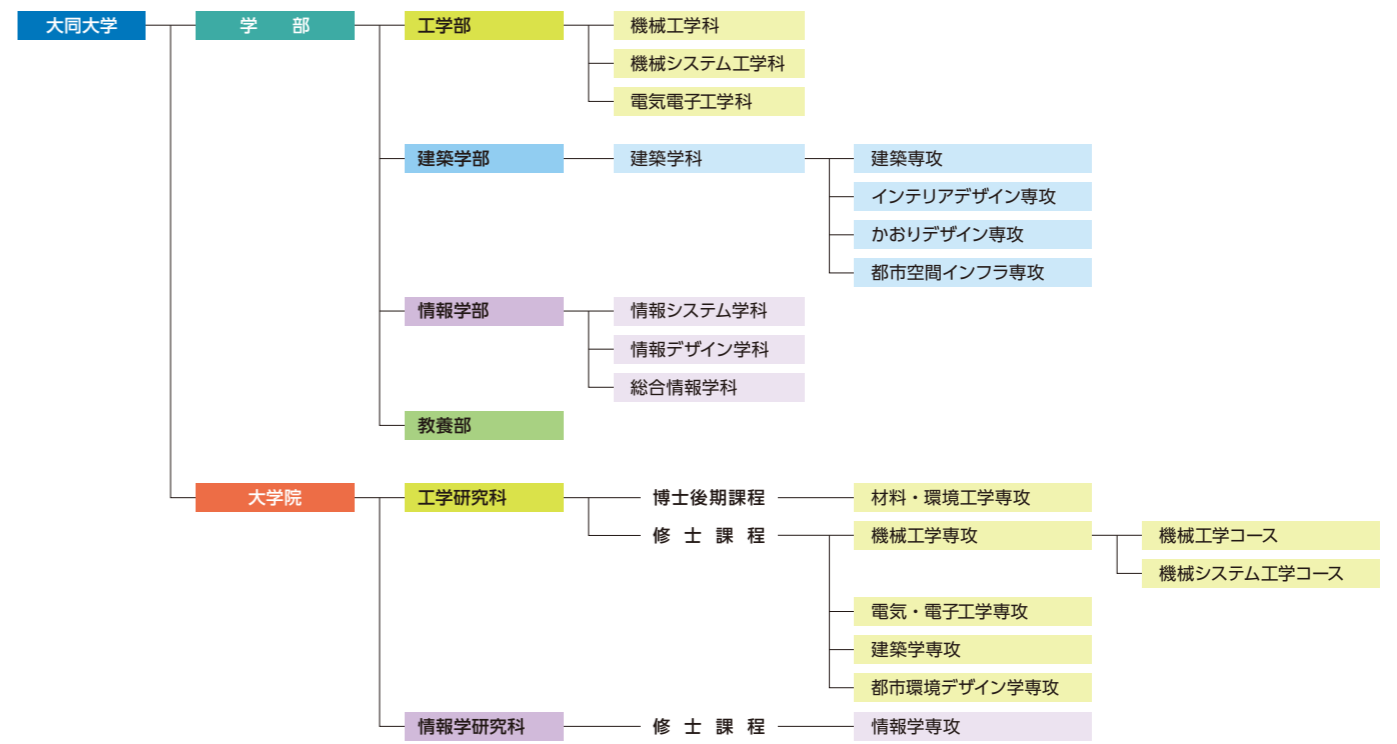 大同大学
学 部
工学部
機械工学科
機械システム工学科
電気電子工学科
建築学部
建築学科
建築専攻
インテリアデザイン専攻
かおりデザイン専攻
都市空間インフラ専攻
情報学部
情報システム学科
情報デザイン学科
総合情報学科
教養部
大学院
工学研究科
博士後期課程
材料・環境工学専攻
修 士 課 程
機械工学専攻
機械工学コース
機械システム工学コース
電気・電子工学専攻
建築学専攻
都市環境デザイン学専攻
情報学研究科
修 士 課 程
情報学専攻